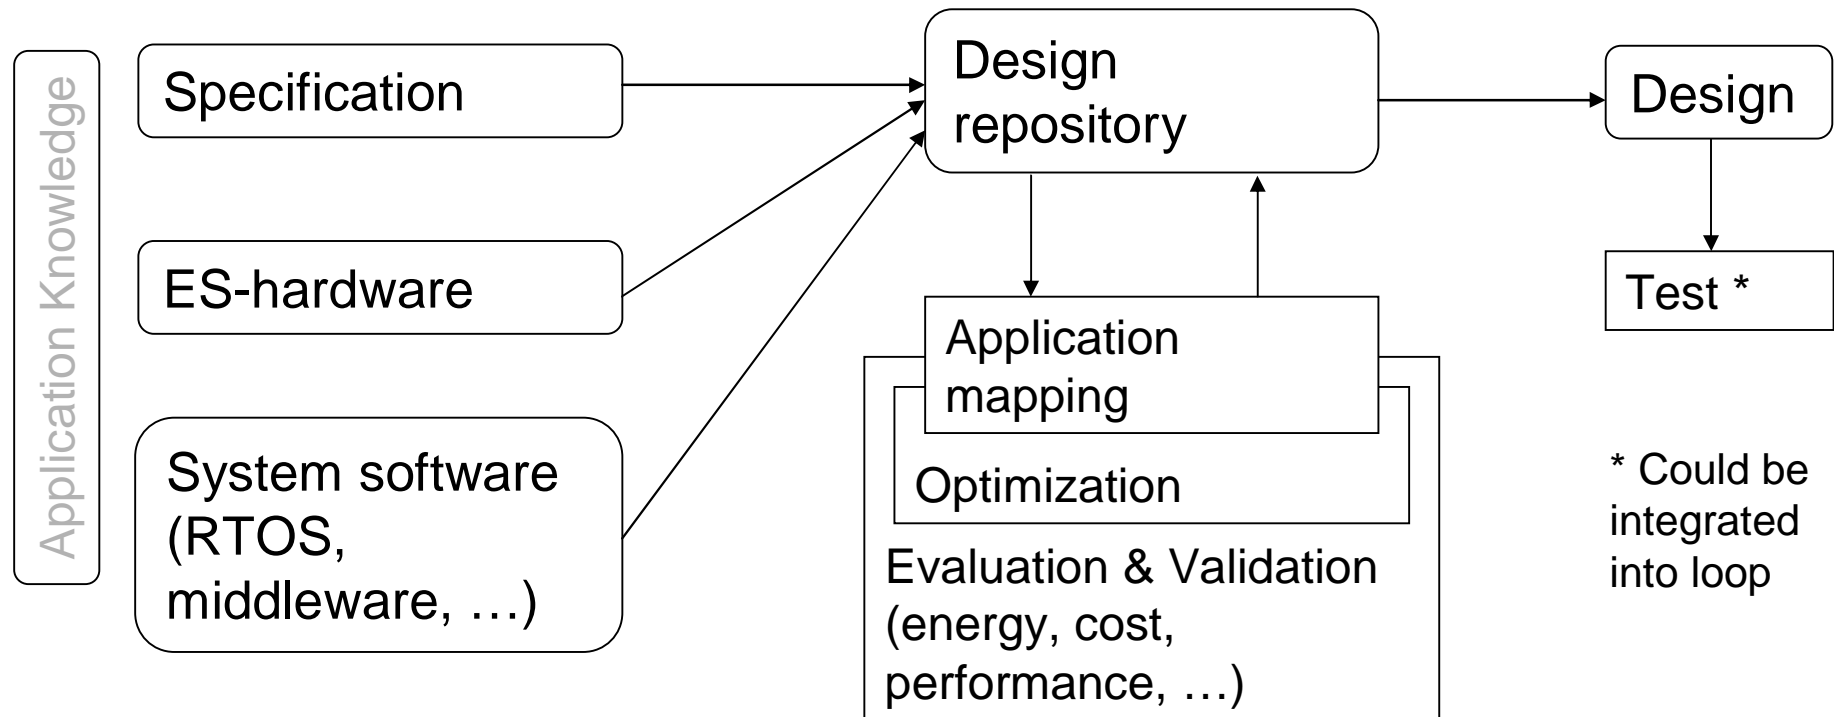 Application Knowledge
Specification
ES-hardware
System software
(RTOS,
middleware, …)
Design
repository
Application
mapping
Optimization
Evaluation & Validation
(energy, cost,
performance, …)
Design
Test *
* Could be
integrated
into loop